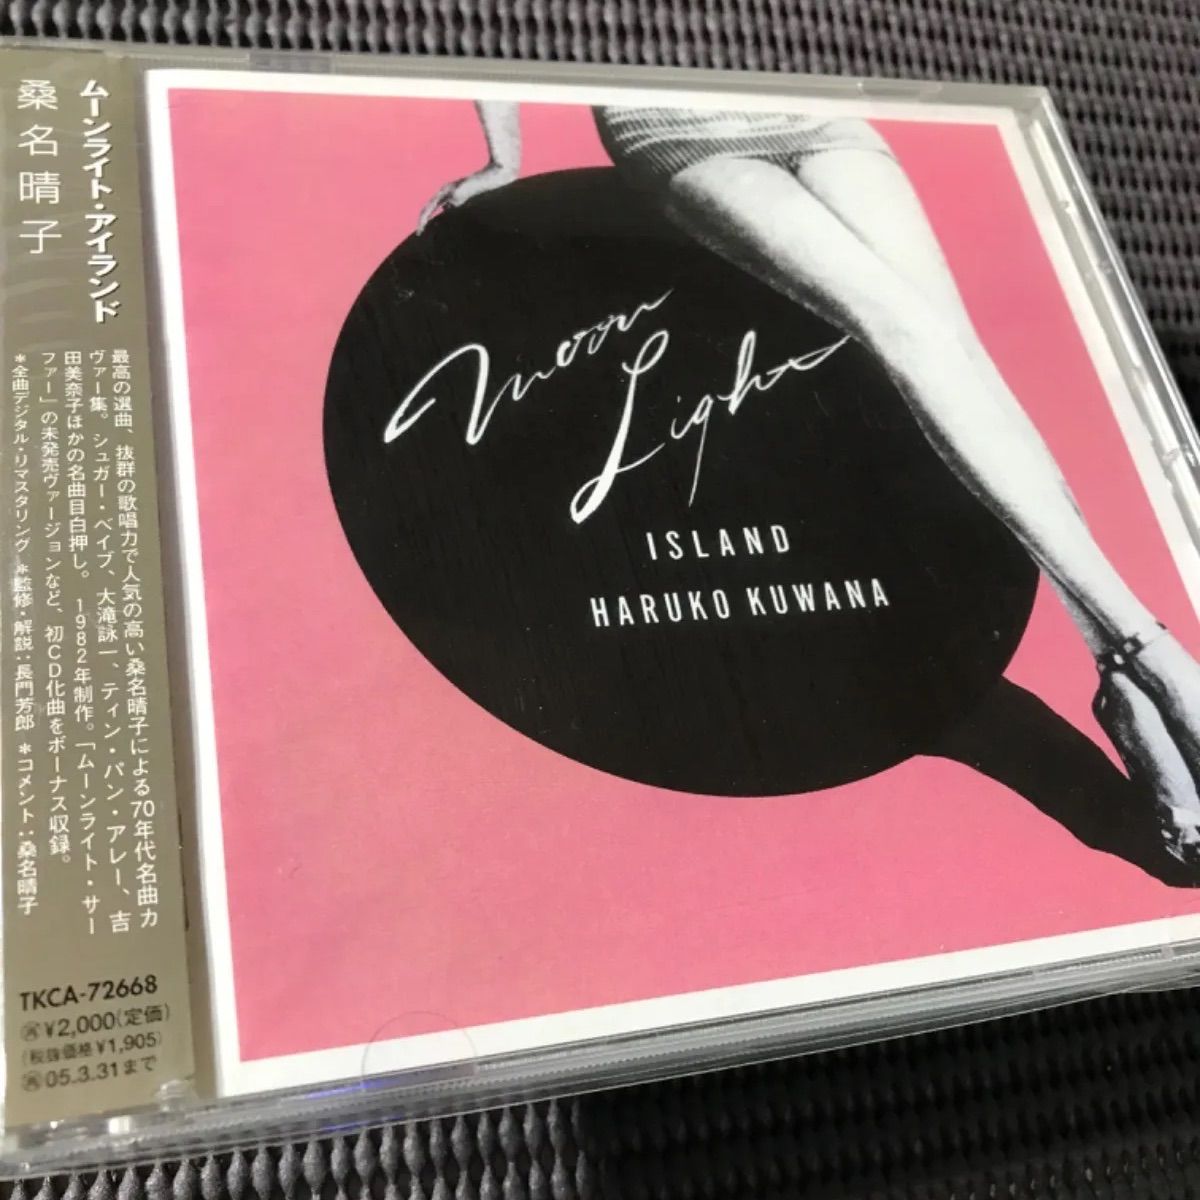 ムーンライト・アイランド
桑名晴子
最高の選曲、抜群の歌唱力で人気の高い桑名晴子による70年代名曲カ
ヴァー集。シュガー・ベイブ、大滝詠一、ティン・パン・アレー、吉
田美奈子ほかの名曲目白押し。1982年制作。「ムーンライト・サー
ファー」の未発売ヴァージョンなど、初CD化曲をボーナス収録。
＊全曲デジタル・リマスタリング ＊監修・解説:長門芳郎 ＊コメント:桑名晴子
TKCA-72668
㊢¥2,000(定価)
(税抜価格¥1,905)
㊢05.3.31まで
Moon
Light
ISLAND
HARUKO KUWANA